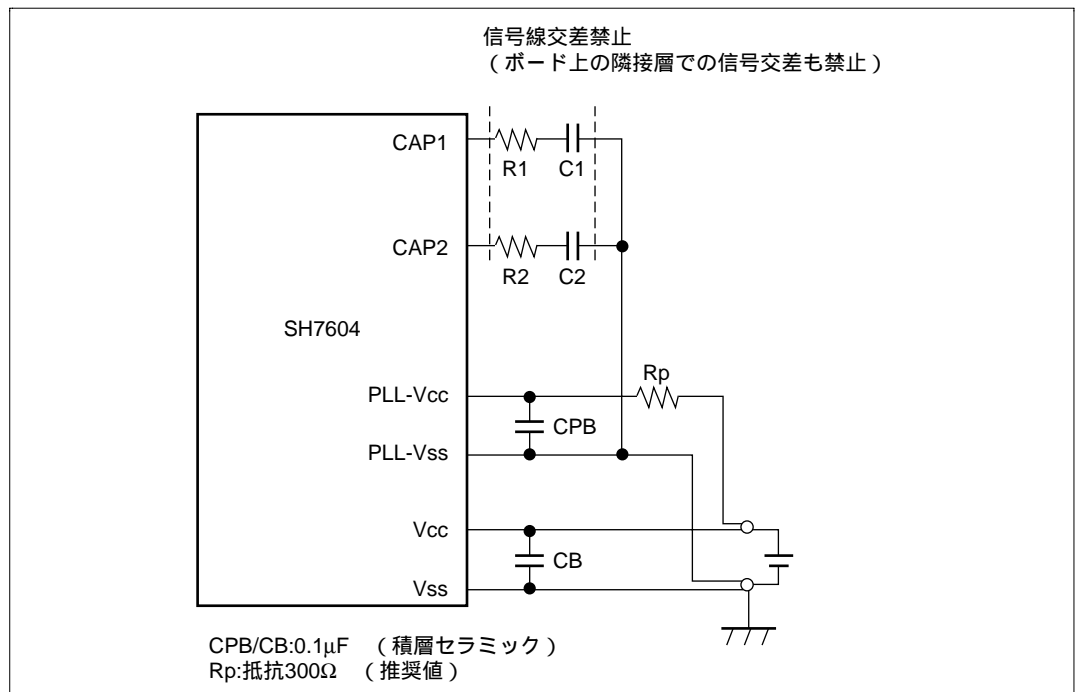 信号線交差禁止
（ボード上の隣接層での信号交差も禁止）
CAP1
R1 C1
CAP2
R2 C2
SH7604
Rp
PLL-Vcc
CPB
PLL-Vss
Vcc
CB
Vss
CPB/CB:0.1μF （積層セラミック）
Rp:抵抗300Ω （推奨値）